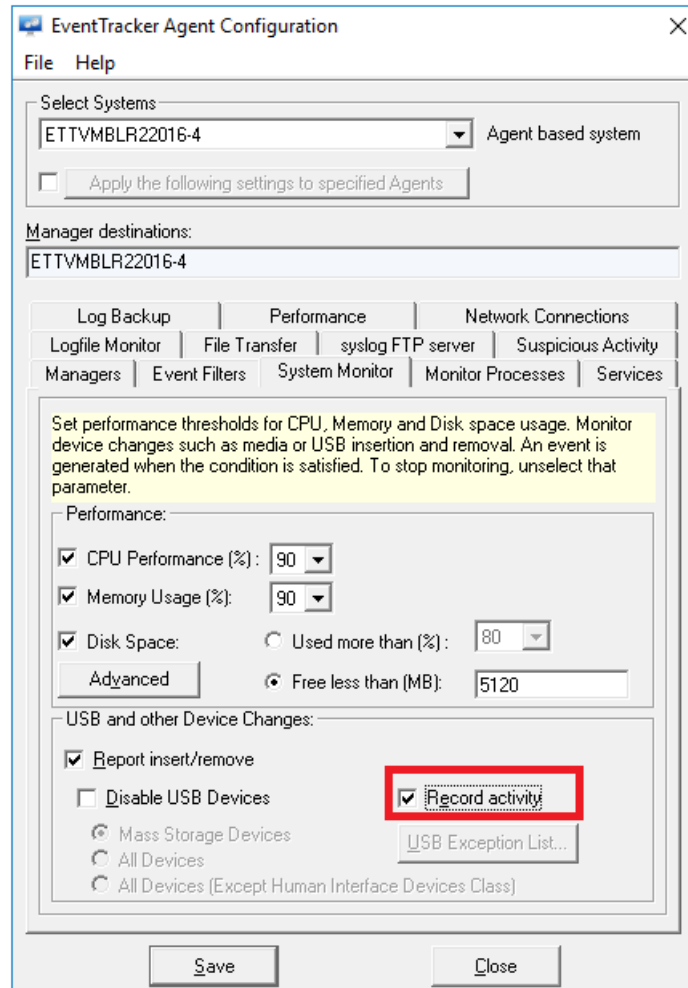 EventTracker Agent Configuration
File Help
Select Systems
ETTVMBLR22016-4 Agent based system
Apply the following settings to specified Agents
Manager destinations:
ETTVMBLR22016-4
Log Backup Performance Network Connections
Logfile Monitor File Transfer syslog FTP server Suspicious Activity
Managers Event Filters System Monitor Monitor Processes Services
Set performance thresholds for CPU, Memory and Disk space usage. Monitor
device changes such as media or USB insertion and removal. An event is
generated when the condition is satisfied. To stop monitoring, unselect that
parameter.
Performance:
CPU Performance (%) : 90
Memory Usage (%): 90
Disk Space: Used more than (%) : 80
Advanced Free less than (MB): 5120
USB and other Device Changes:
Report insert/remove
Disable USB Devices Record activity
Mass Storage Devices USB Exception List...
All Devices
All Devices (Except Human Interface Devices Class)
Save Close